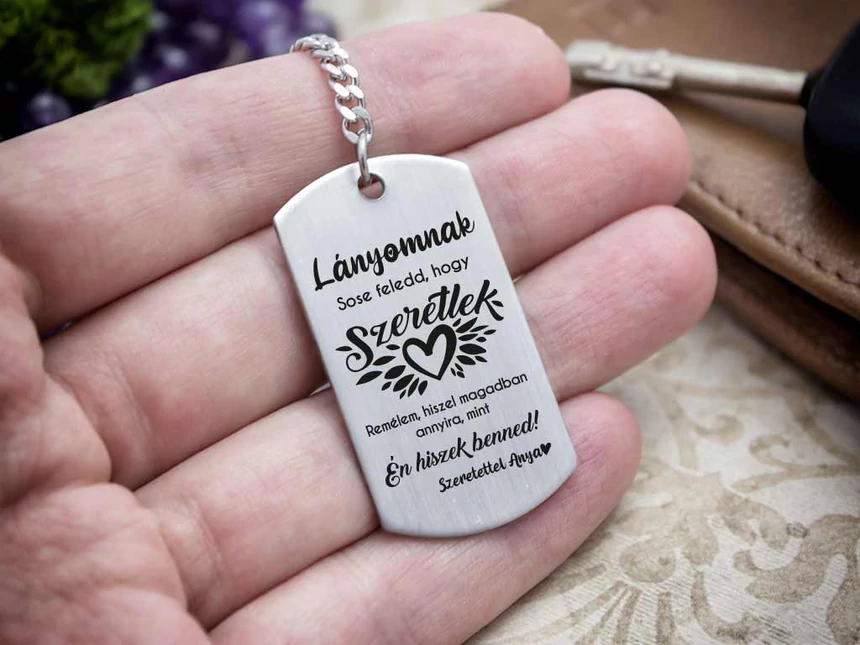 Lányomnak
Sose feledd, hogy
Szeretlek
Remélem, hiszel magadban
annyira, mint
Én hiszek benned!
Szeretettel Anya♥